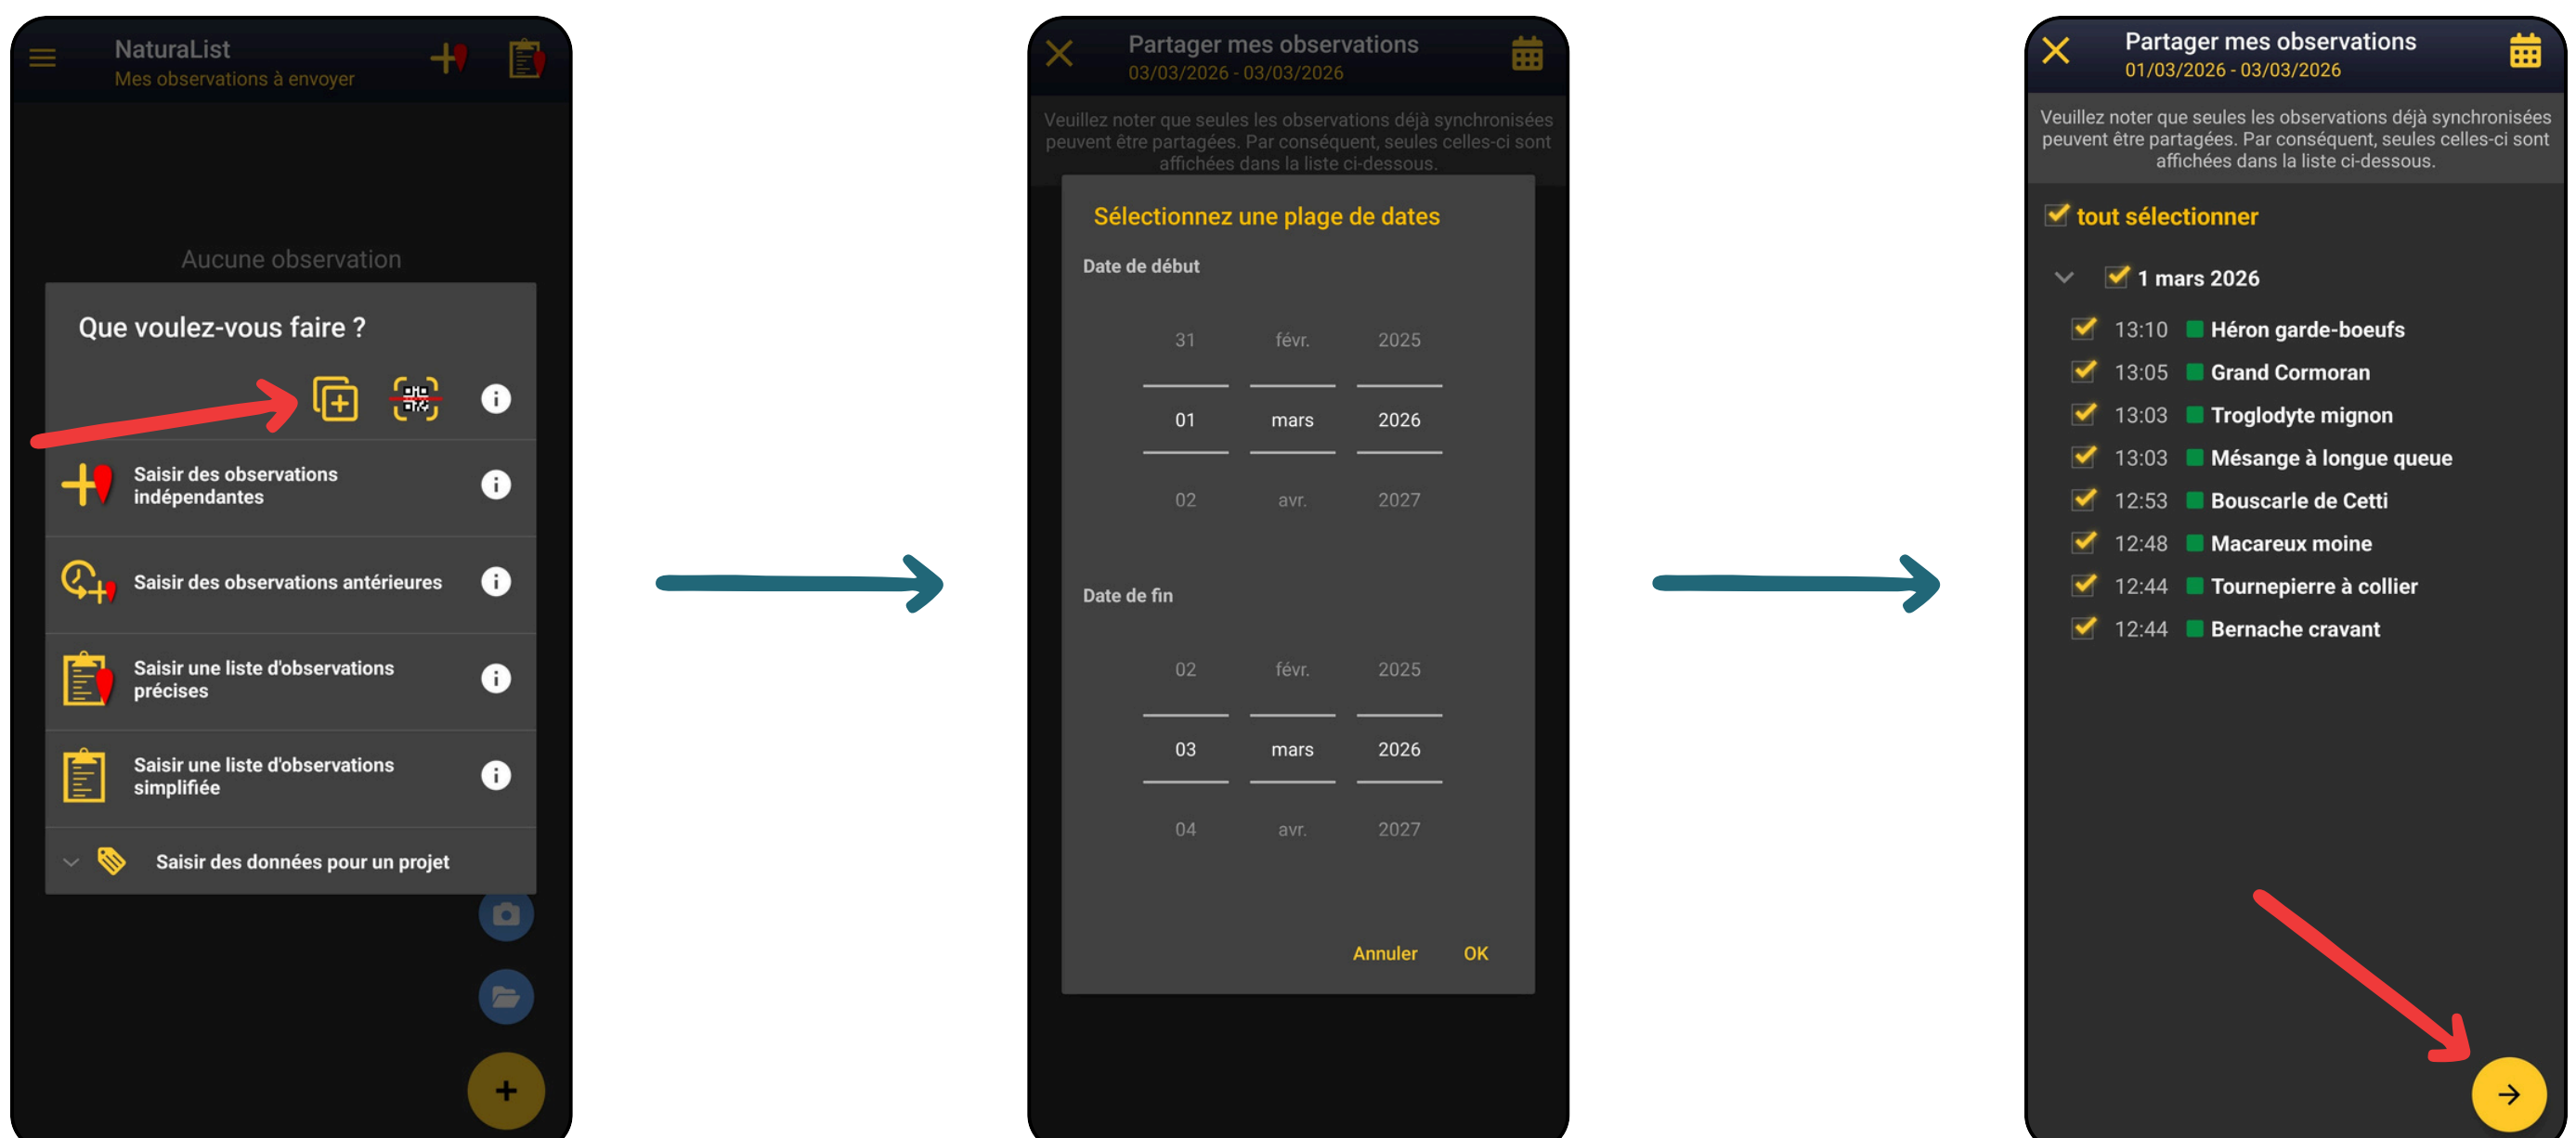 NaturaList
Mes observations à envoyer
Aucune observation
Que voulez-vous faire ?
Saisir des observations
indépendantes
Saisir des observations antérieures
Saisir une liste d'observations
précises
Saisir une liste d'observations
simplifiée
Saisir des données pour un projet
Partager mes observations
03/03/2026 - 03/03/2026
Veuillez noter que seules les observations déjà synchronisées
peuvent être partagées. Par conséquent, seules celles-ci sont
affichées dans la liste ci-dessous.
Sélectionnez une plage de dates
Date de début
31 févr. 2025
01 mars 2026
02 avr. 2027
Date de fin
02 févr. 2025
03 mars 2026
04 avr. 2027
Annuler OK
Partager mes observations
01/03/2026 - 03/03/2026
Veuillez noter que seules les observations déjà synchronisées
peuvent être partagées. Par conséquent, seules celles-ci sont
affichées dans la liste ci-dessous.
tout sélectionner
1 mars 2026
13:10 Héron garde-boeufs
13:05 Grand Cormoran
13:03 Troglodyte mignon
13:03 Mésange à longue queue
12:53 Bouscarle de Cetti
12:48 Macareux moine
12:44 Tournepierre à collier
12:44 Bernache cravant